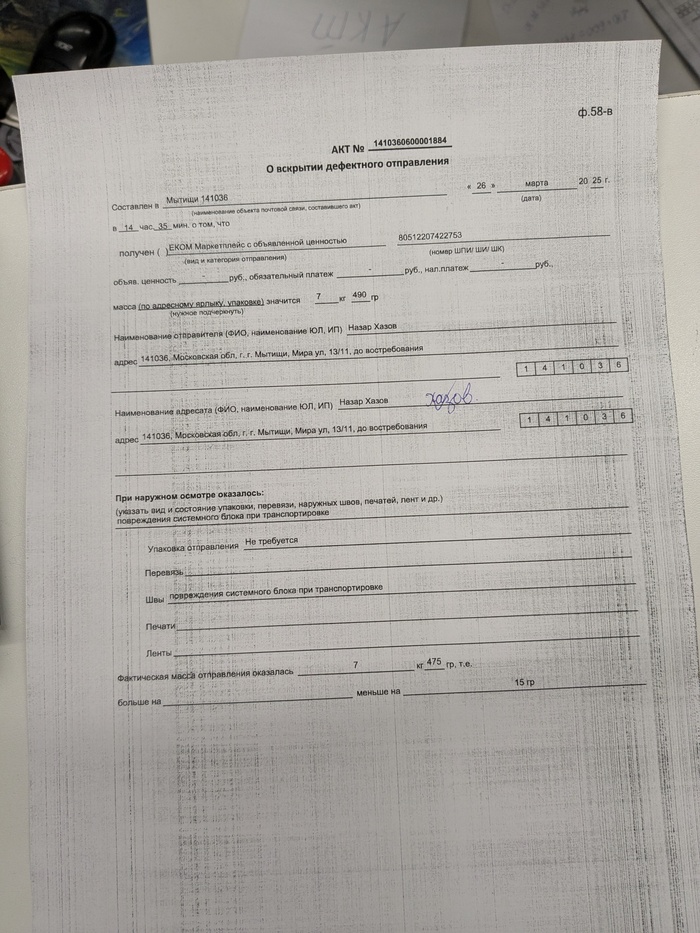 АКТ
ф.58-в
АКТ № 1410360600001884
О вскрытии дефектного отправления
Составлен в Мытищи 141036 « 26 » марта 20 25 г.
(наименование объекта почтовой связи, составившего акт) (дата)
в 14 час. 35 мин. о том, что
получен ( ) ЕКОМ Маркетплейс с объявленной ценностью 80512207422753
(вид и категория отправления) (номер ШПИ/ ШИ/ ШК)
объяв. ценность - руб., обязательный платеж - руб., нал.платеж - руб.,
масса (по адресному ярлыку, упаковке) значится 7 кг 490 гр
(нужное подчеркнуть)
Наименование отправителя (ФИО, наименование ЮЛ, ИП) Назар Хазов
адрес 141036, Московская обл, г. г. Мытищи, Мира ул, 13/11, до востребования
1 4 1 0 3 6
Наименование адресата (ФИО, наименование ЮЛ, ИП) Назар Хазов хазов
адрес 141036, Московская обл, г. г. Мытищи, Мира ул, 13/11, до востребования
1 4 1 0 3 6
При наружном осмотре оказалось:
(указать вид и состояние упаковки, перевязи, наружных швов, печатей, лент и др.)
повреждения системного блока при транспортировке
Упаковка отправления Не требуется
Перевязь
Швы повреждения системного блока при транспортировке
Печати
Ленты
Фактическая масса отправления оказалась 7 кг 475 гр, т.е.
больше на меньше на 15 гр